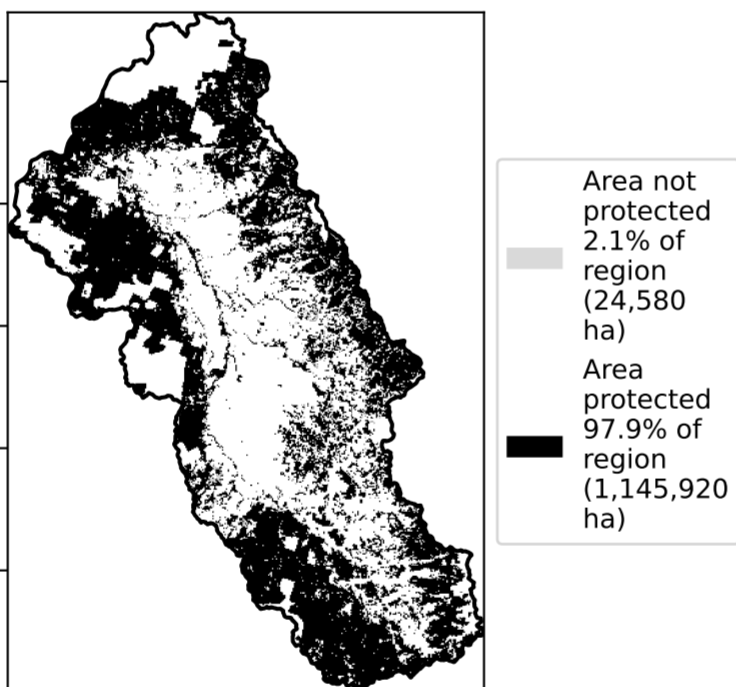 Area not
protected
2.1% of
region
(24,580
ha)
Area
protected
97.9% of
region
(1,145,920
ha)